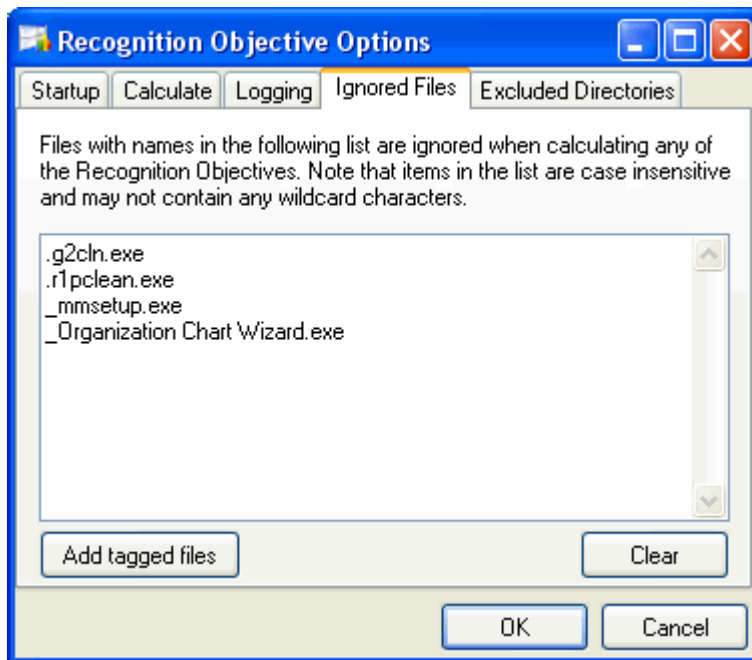 Recognition Objective Options
Startup Calculate Logging Ignored Files Excluded Directories
Files with names in the following list are ignored when calculating any of
the Recognition Objectives. Note that items in the list are case insensitive
and may not contain any wildcard characters.
.g2cln.exe
.r1pclean.exe
_mmsetup.exe
_Organization Chart Wizard.exe
Add tagged files Clear
OK Cancel